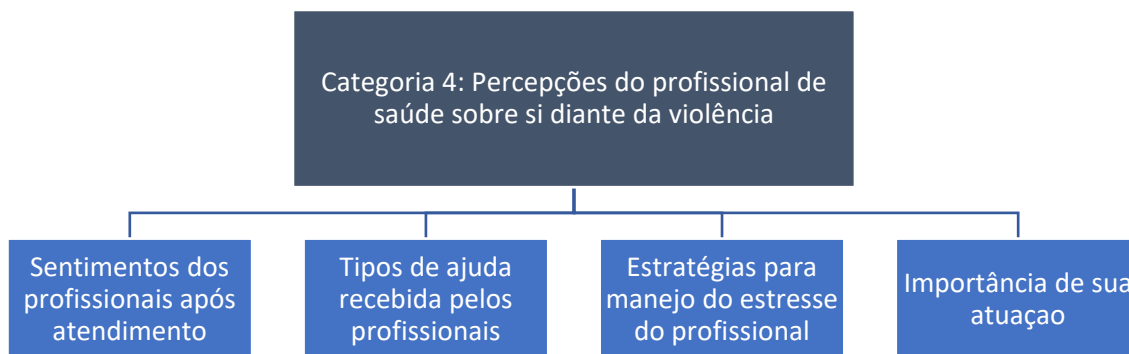 Categoria 4: Percepções do profissional de
saúde sobre si diante da violência
Sentimentos dos
profissionais após
atendimento
Tipos de ajuda
recebida pelos
profissionais
Estratégias para
manejo do estresse
do profissional
Importância de sua
atuaçao